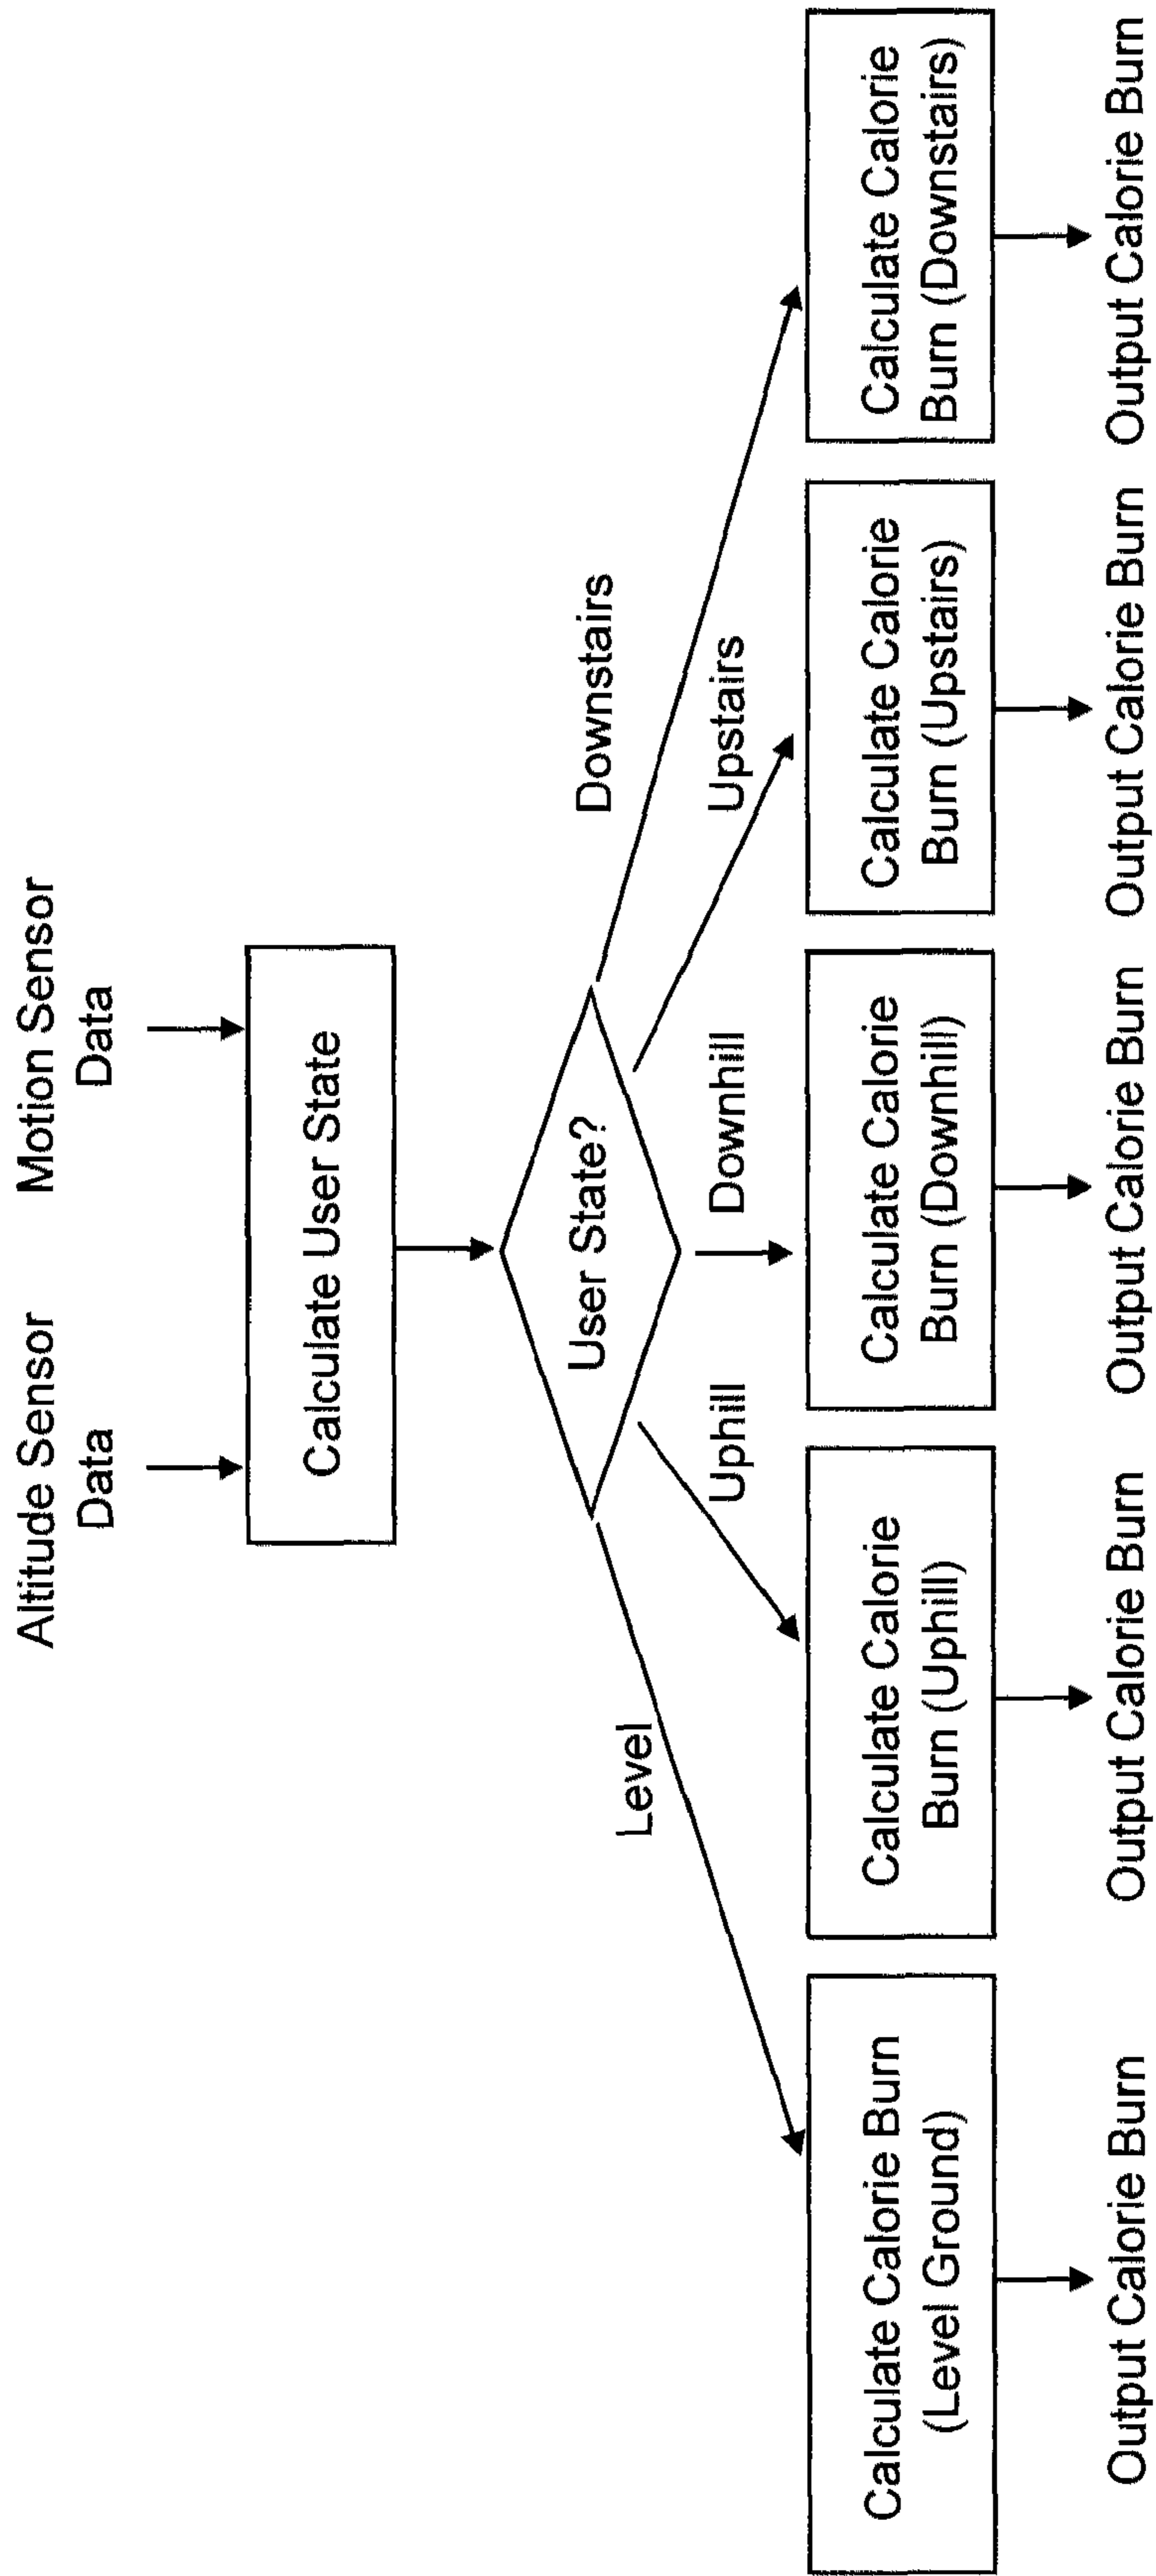 Altitude Sensor
Data
Motion Sensor
Data
Calculate User State
User State?
Level
Uphill
Downhill
Upstairs
Downstairs
Calculate Calorie Burn
(Level Ground)
Calculate Calorie
Burn (Uphill)
Calculate Calorie
Burn (Downhill)
Calculate Calorie
Burn (Upstairs)
Calculate Calorie
Burn (Downstairs)
Output Calorie Burn
Output Calorie Burn
Output Calorie Burn
Output Calorie Burn
Output Calorie Burn